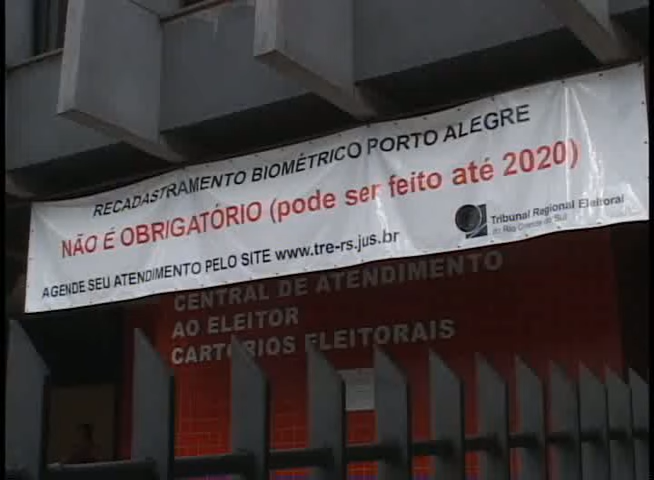 RECADASTRAMENTO BIOMÉTRICO PORTO ALEGRE
NÃO É OBRIGATÓRIO (pode ser feito até 2020)
AGENDE SEU ATENDIMENTO PELO SITE www.tre-rs.jus.br
Tribunal Regional Eleitoral
do Rio Grande do Sul
CENTRAL DE ATENDIMENTO
AO ELEITOR
CARTÓRIOS ELEITORAIS